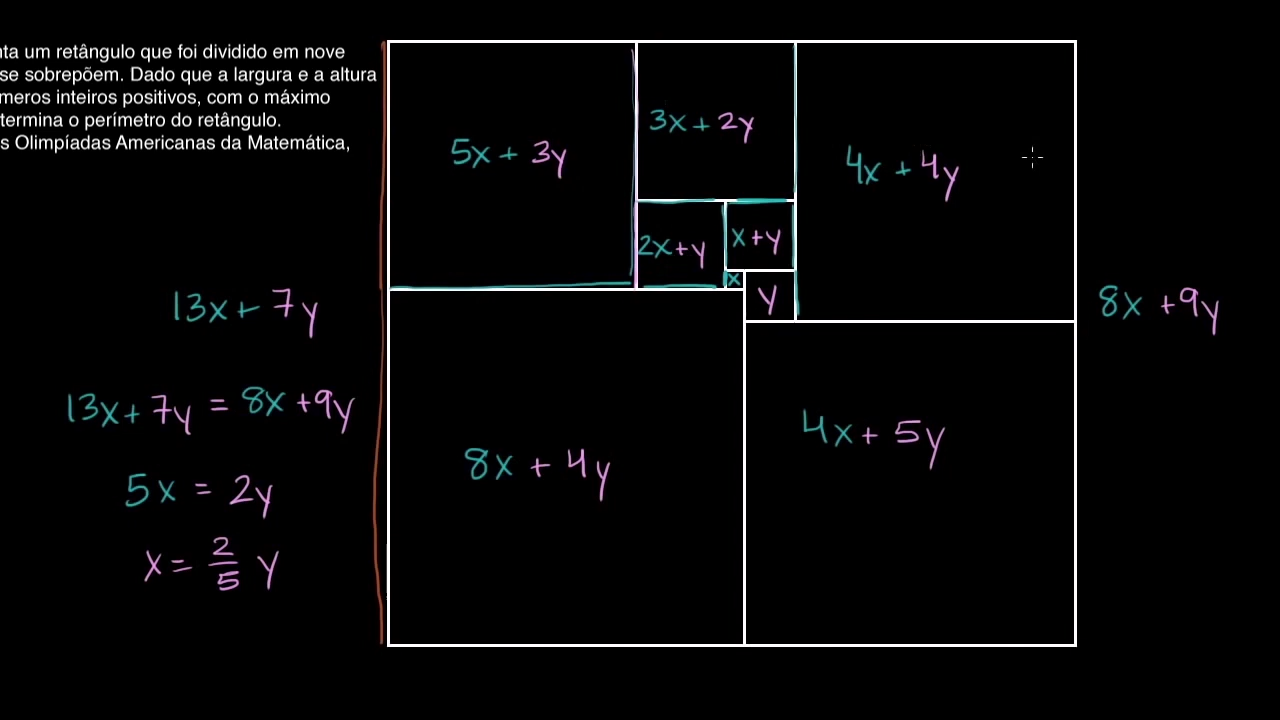 nta um retângulo que foi dividido em nove
se sobrepõem. Dado que a largura e a altura
meros inteiros positivos, com o máximo
termina o perímetro do retângulo.
s Olimpíadas Americanas da Matemática,
5x + 3y
3x + 2y
4x + 4y
2x+y
x+y
x
y
13x+ 7y
8x +9y
13x+ 7y = 8x +9y
8x + 4y
4x + 5y
5x = 2y
x = 2/5 y